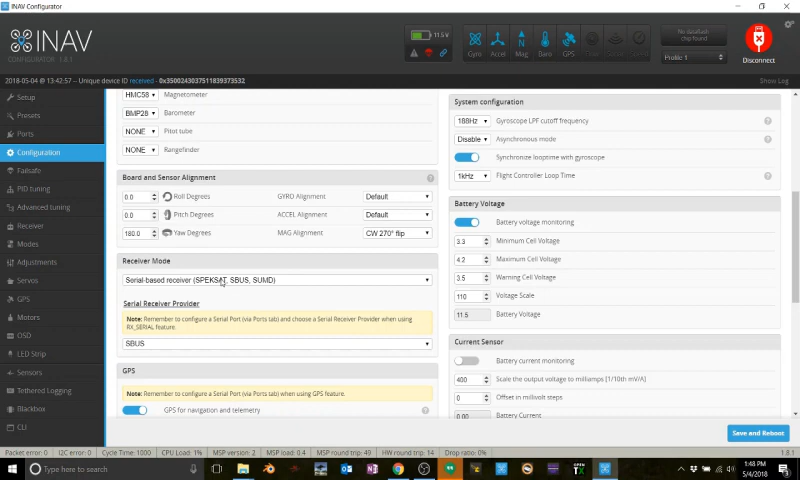 INAV Configurator
INAV
CONFIGURATOR 1.8.1
11.5 V
Gyro
Accel
Mag
Baro
GPS
No dataflash
chip found
Profile 1
Disconnect
2018-05-04 @ 13:42:57 -- Unique device ID received - 0x3500243037511839373532
Show Log
Setup
Presets
Ports
Configuration
Failsafe
PID tuning
Advanced tuning
Receiver
Modes
Adjustments
Servos
GPS
Motors
OSD
LED Strip
Sensors
Tethered Logging
Blackbox
CLI
HMC58 Magnetometer
BMP28 Barometer
NONE Pitot tube
NONE Rangefinder
Board and Sensor Alignment
0.0 Roll Degrees GYRO Alignment Default
0.0 Pitch Degrees ACCEL Alignment Default
180.0 Yaw Degrees MAG Alignment CW 270° flip
Receiver Mode
Serial-based receiver (SPEKSAT, SBUS, SUMD)
Serial Receiver Provider
Note: Remember to configure a Serial Port (via Ports tab) and choose a Serial Receiver Provider when using
RX_SERIAL feature.
SBUS
GPS
Note: Remember to configure a Serial Port (via Ports tab) when using GPS feature.
GPS for navigation and telemetry
System configuration
188Hz Gyroscope LPF cutoff frequency
Disable Asynchronous mode
Synchronize looptime with gyroscope
1kHz Flight Controller Loop Time
Battery Voltage
Battery voltage monitoring
3.3 Minimum Cell Voltage
4.2 Maximum Cell Voltage
3.5 Warning Cell Voltage
110 Voltage Scale
11.5 Battery Voltage
Current Sensor
Battery current monitoring
400 Scale the output voltage to milliamps [1/10th mV/A]
0 Offset in millivolt steps
0.00 Battery Current
Save and Reboot
Packet error: 0 I2C error: 0 Cycle Time: 1000 CPU Load: 1% MSP version: 2 MSP load: 0.4 MSP round trip: 49 HW round trip: 14 Drop ratio: 0% 1.8.1
Type here to search
OPEN
TX
1:48 PM
5/4/2018